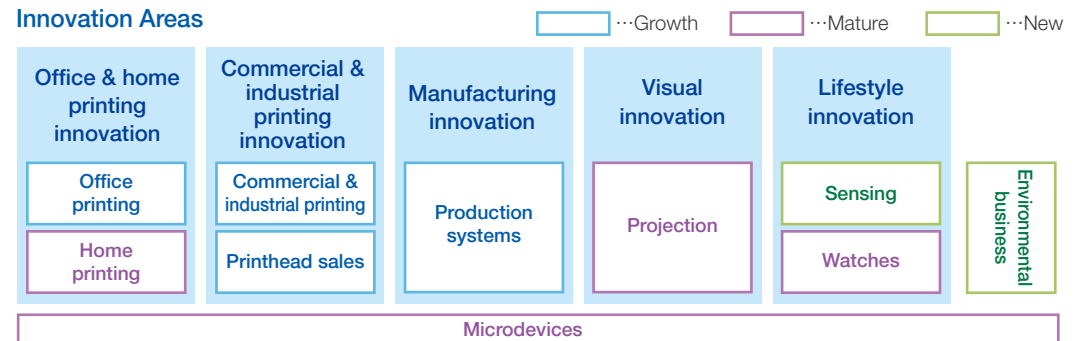 Innovation Areas
…Growth
…Mature
…New
Office & home
printing
innovation
Office
printing
Home
printing
Commercial &
industrial
printing
innovation
Commercial &
industrial printing
Printhead sales
Manufacturing
innovation
Production
systems
Visual
innovation
Projection
Lifestyle
innovation
Sensing
Watches
Environmental
business
Microdevices